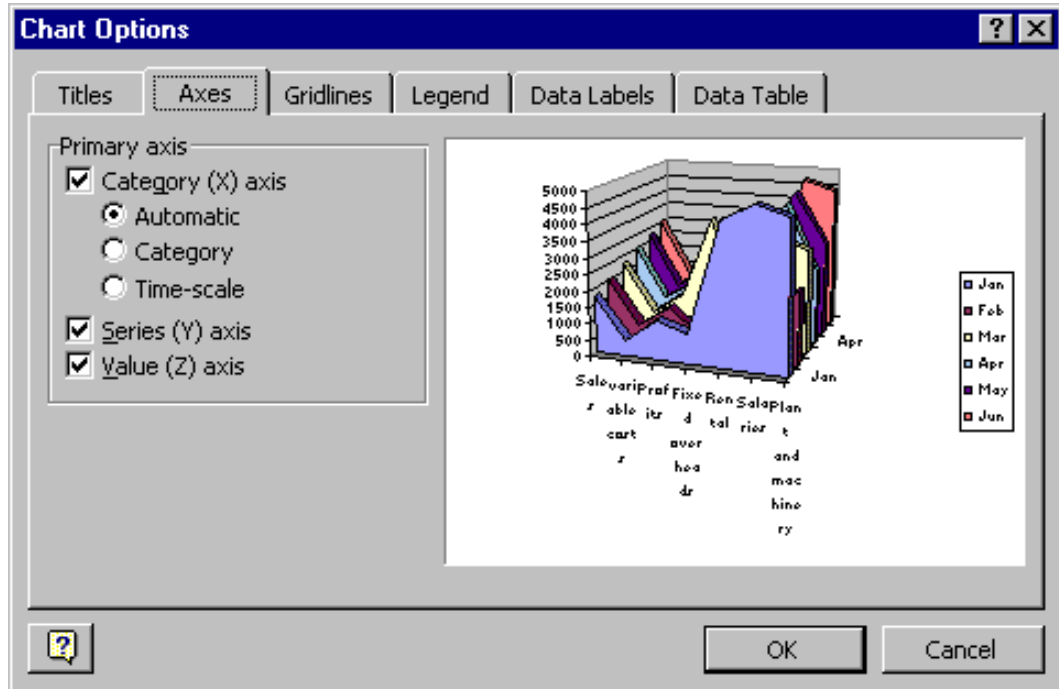 Chart Options
Titles
Axes
Gridlines
Legend
Data Labels
Data Table
Primary axis
Category (X) axis
Automatic
Category
Time-scale
Series (Y) axis
Value (Z) axis
5000
4500
4000
3500
3000
2500
2000
1500
1000
500
0
Sale
s
vari
able
cost
s
Prof
its
Fixe
d
over
hea
ds
Ren
tal
Sala
ries
Plan
t
and
mac
hine
ry
Jan
Apr
Jan
Feb
Mar
Apr
May
Jun
OK
Cancel